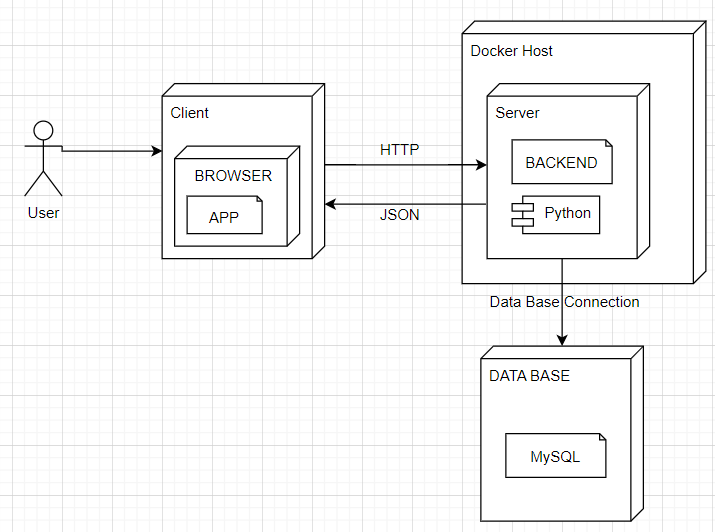 Docker Host
Client
Server
HTTP
BACKEND
BROWSER
APP
JSON
Python
User
Data Base Connection
DATA BASE
MySQL